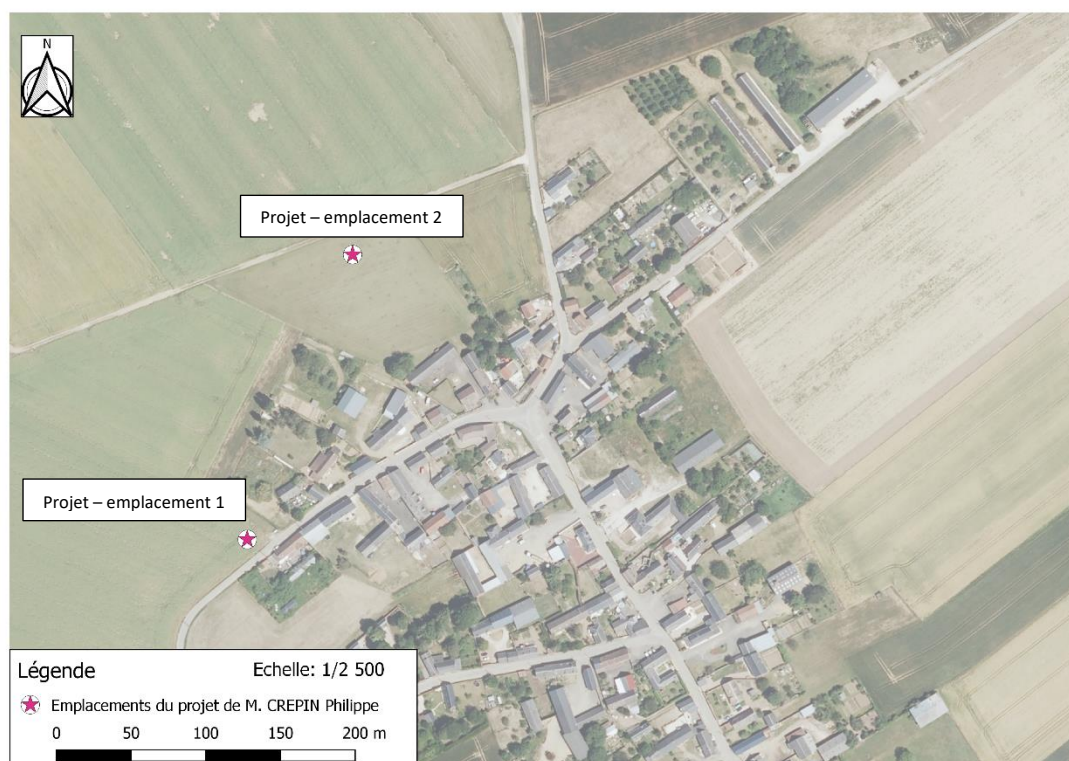 N
Projet – emplacement 2
Projet – emplacement 1
Légende
Echelle: 1/2 500
Emplacements du projet de M. CREPIN Philippe
0 50 100 150 200 m